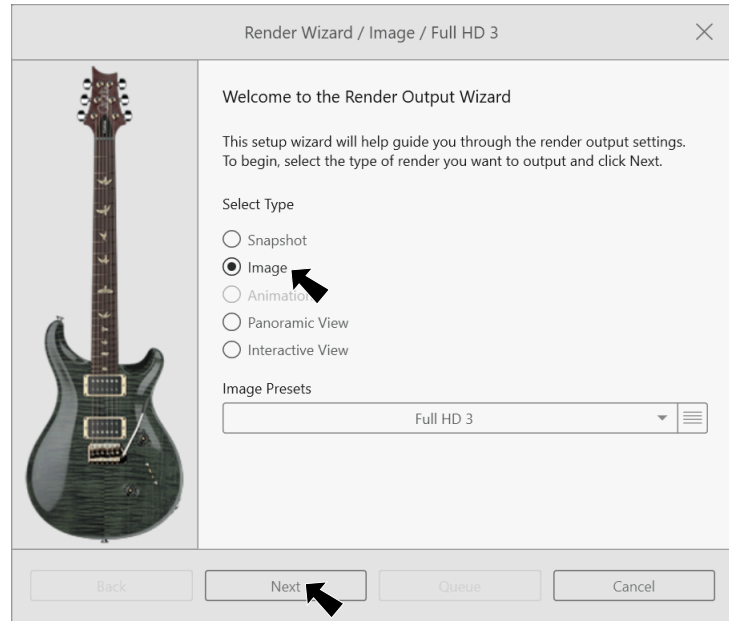 Render Wizard / Image / Full HD 3
Welcome to the Render Output Wizard
This setup wizard will help guide you through the render output settings.
To begin, select the type of render you want to output and click Next.
Select Type
Snapshot
Image
Animation
Panoramic View
Interactive View
Image Presets
Full HD 3
Back
Next
Queue
Cancel